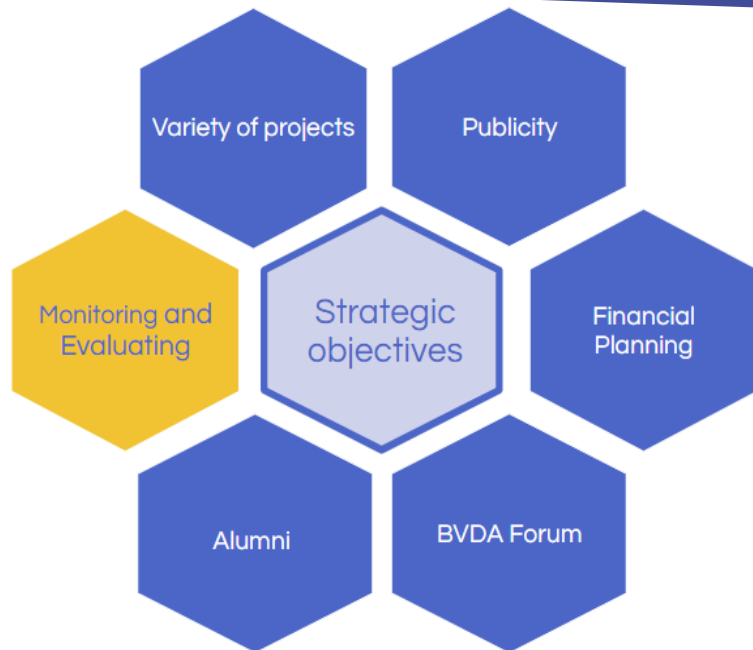 Variety of projects
Publicity
Monitoring and
Evaluating
Strategic
objectives
Financial
Planning
Alumni
BVDA Forum